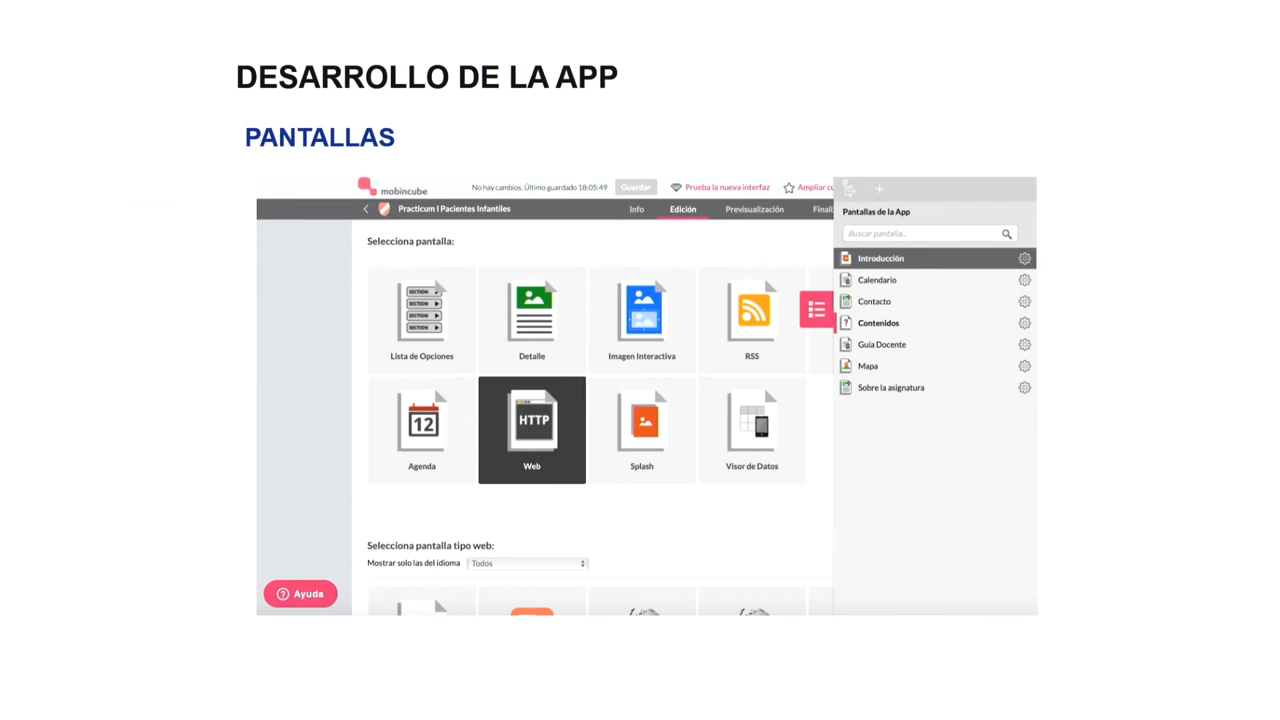 DESARROLLO DE LA APP
PANTALLAS
mobincube
No hay cambios. Último guardado 18:05:49
Guardar
Prueba la nueva interfaz
Ampliar cu
Practicum I Pacientes Infantiles
Info
Edición
Previsualización
Finali
Selecciona pantalla:
SECTION
SECTION
SECTION
SECTION
Lista de Opciones
Detalle
Imagen Interactiva
RSS
12
HTTP
Agenda
Web
Splash
Visor de Datos
Selecciona pantalla tipo web:
Mostrar solo las del idioma
Todos
Ayuda
Pantallas de la App
Buscar pantalla...
Introducción
Calendario
Contacto
Contenidos
Guía Docente
Mapa
Sobre la asignatura